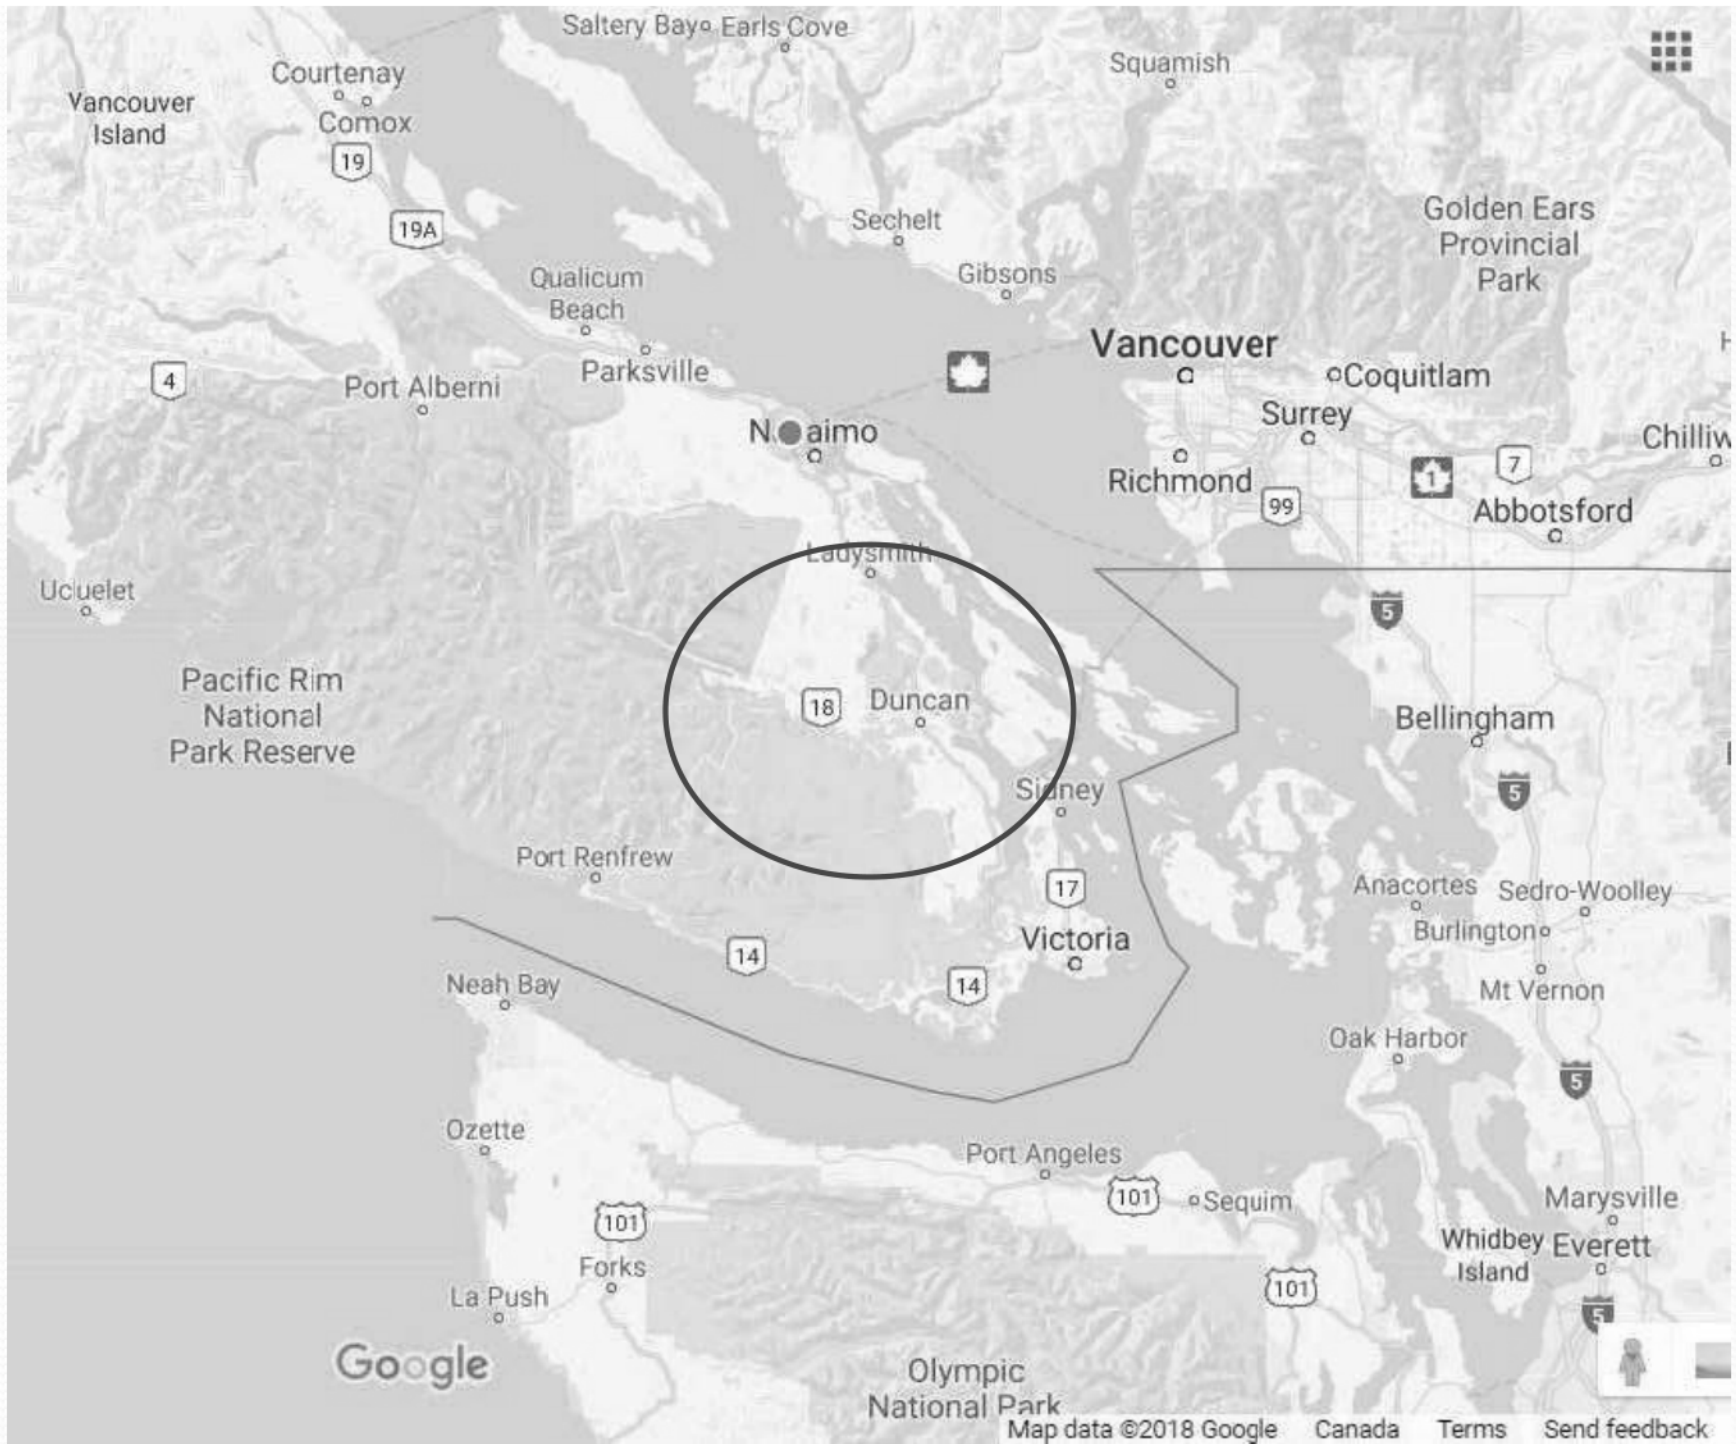 Saltery Bay
Earls Cove
Courtenay
Squamish
Vancouver
Island
Comox
19
Golden Ears
Provincial
Park
19A
Sechelt
Qualicum
Beach
Gibsons
Vancouver
4
Port Alberni
Parksville
Coquitlam
Surrey
N aimo
Chilliw
Richmond
99
1
7
Abbotsford
Ladysmith
Ucluelet
5
Pacific Rim
National
Park Reserve
18
Duncan
Bellingham
Sidney
5
Port Renfrew
17
Anacortes
Sedro-Woolley
Burlington
Victoria
14
14
Neah Bay
Mt Vernon
Oak Harbor
5
Ozette
Port Angeles
101
Sequim
Marysville
101
Whidbey
Island
Everett
Forks
101
La Push
5
Google
Olympic
National Park
Map data ©2018 Google
Canada
Terms
Send feedback